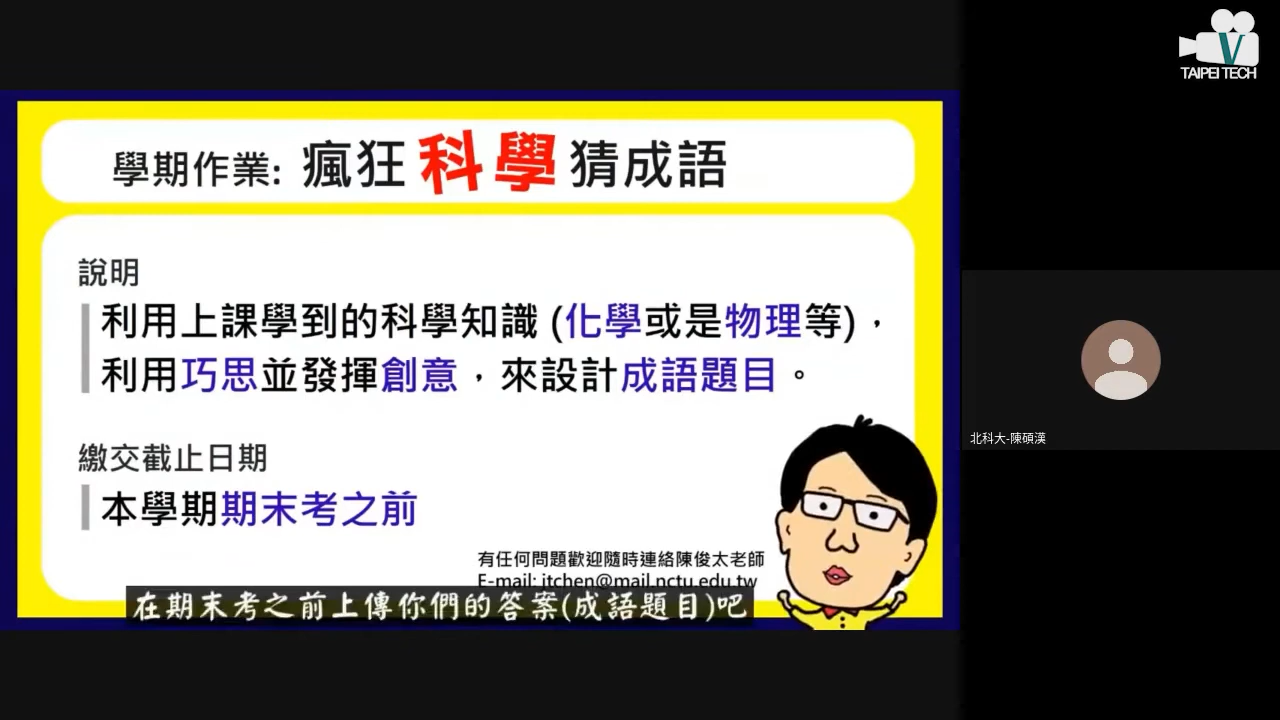 TAIPEI TECH
學期作業: 瘋狂 科學 猜成語
說明
利用上課學到的科學知識 (化學或是物理等)，
利用巧思並發揮創意，來設計成語題目。
繳交截止日期
本學期期末考之前
有任何問題歡迎隨時連絡陳俊太老師
E-mail: jtchen@mail.nctu.edu.tw
在期末考之前上傳你們的答案(成語題目)吧
北科大-陳碩漢